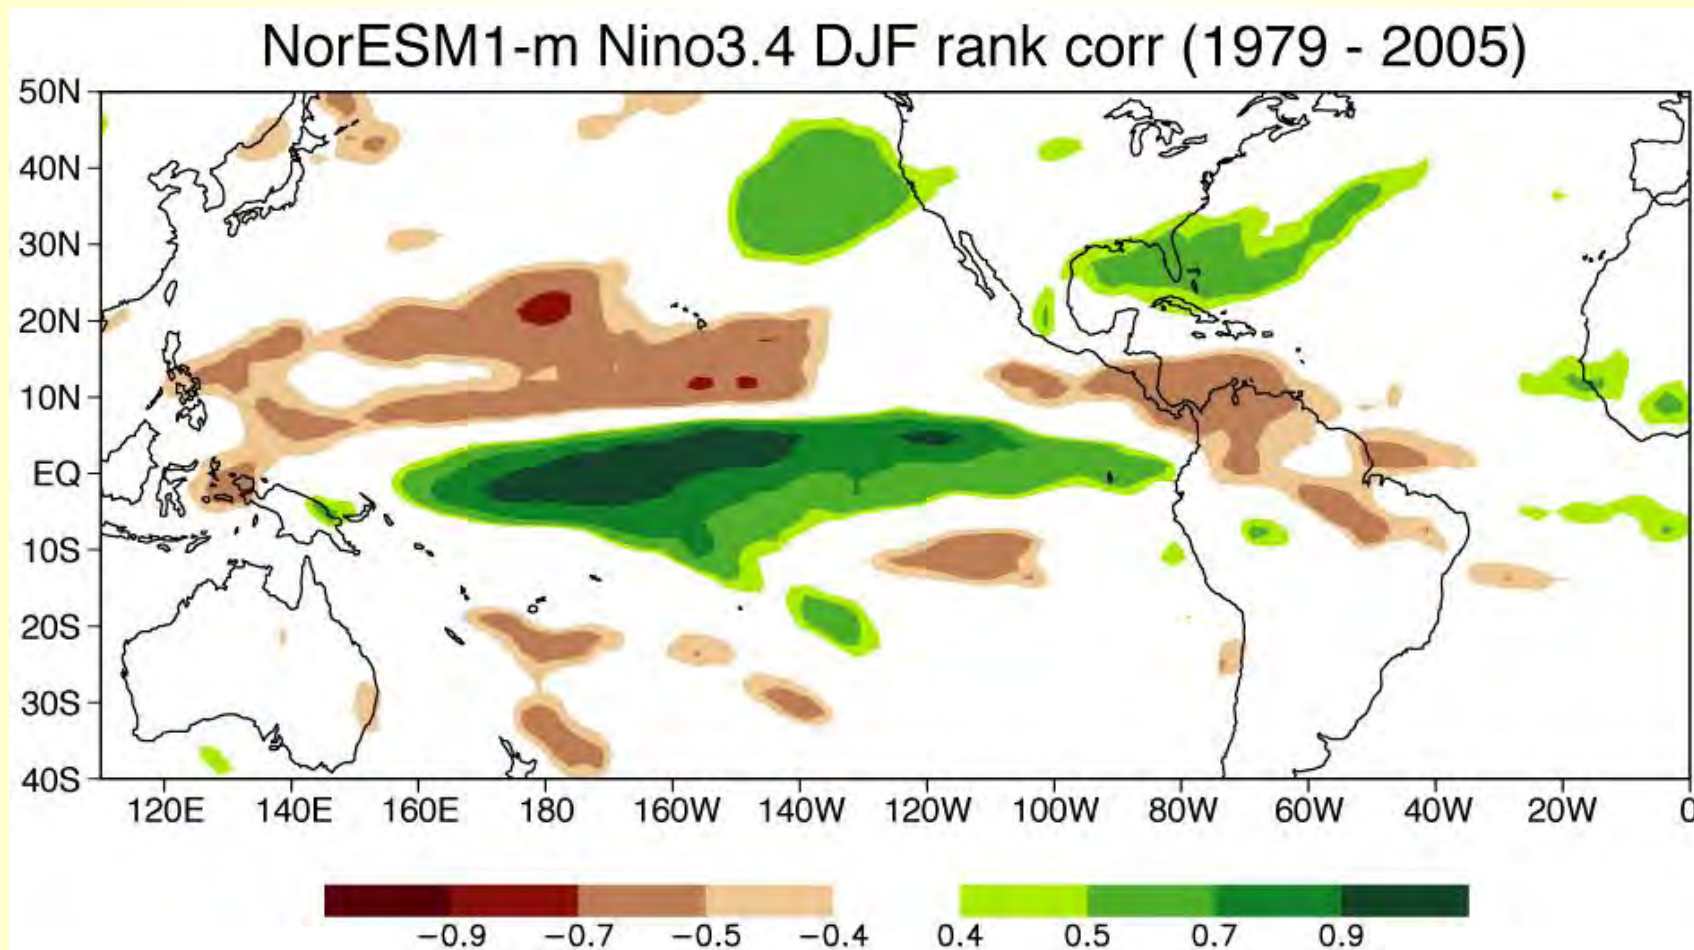 NorESM1-m Nino3.4 DJF rank corr (1979 - 2005)
50N
40N
30N
20N
10N
EQ
10S
20S
30S
40S
120E 140E 160E 180 160W 140W 120W 100W 80W 60W 40W 20W 0
−0.9 −0.7 −0.5 −0.4 0.4 0.5 0.7 0.9